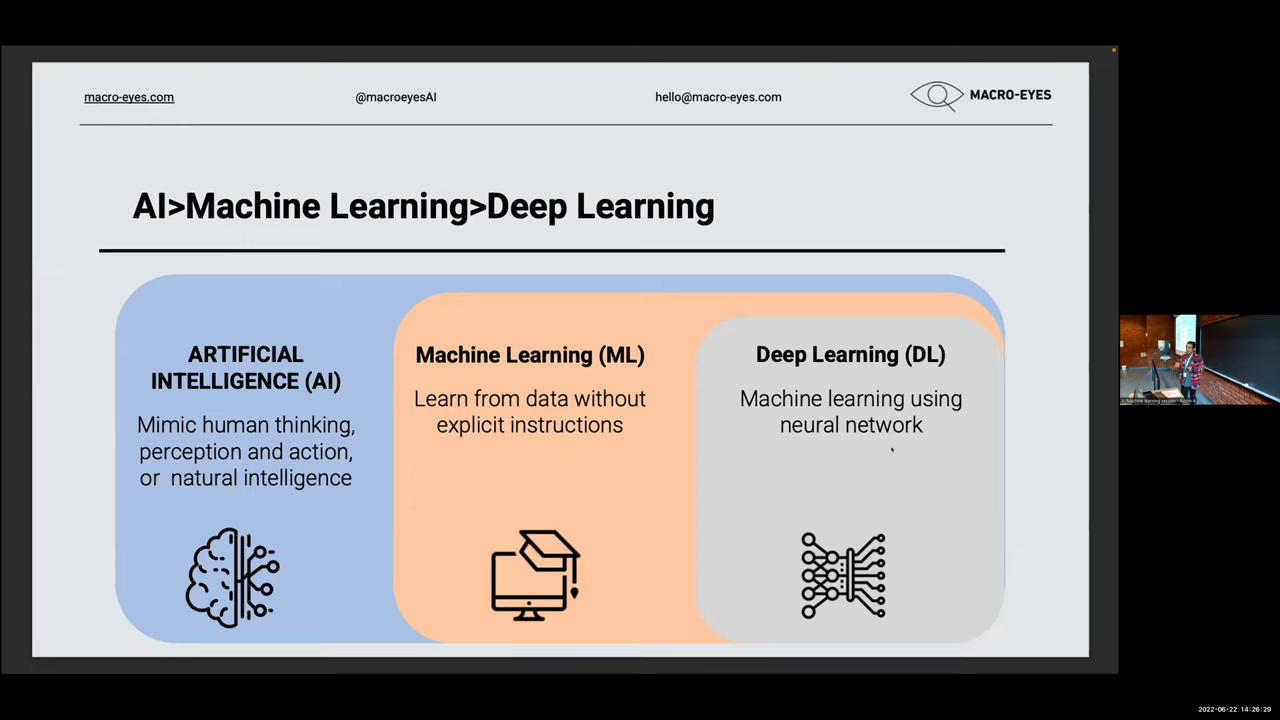 macro-eyes.com
@macroeyesAI
hello@macro-eyes.com
MACRO-EYES
AI>Machine Learning>Deep Learning
ARTIFICIAL
INTELLIGENCE (AI)
Mimic human thinking,
perception and action,
or natural intelligence
Machine Learning (ML)
Learn from data without
explicit instructions
Deep Learning (DL)
Machine learning using
neural network
2022-06-22 14:26:29